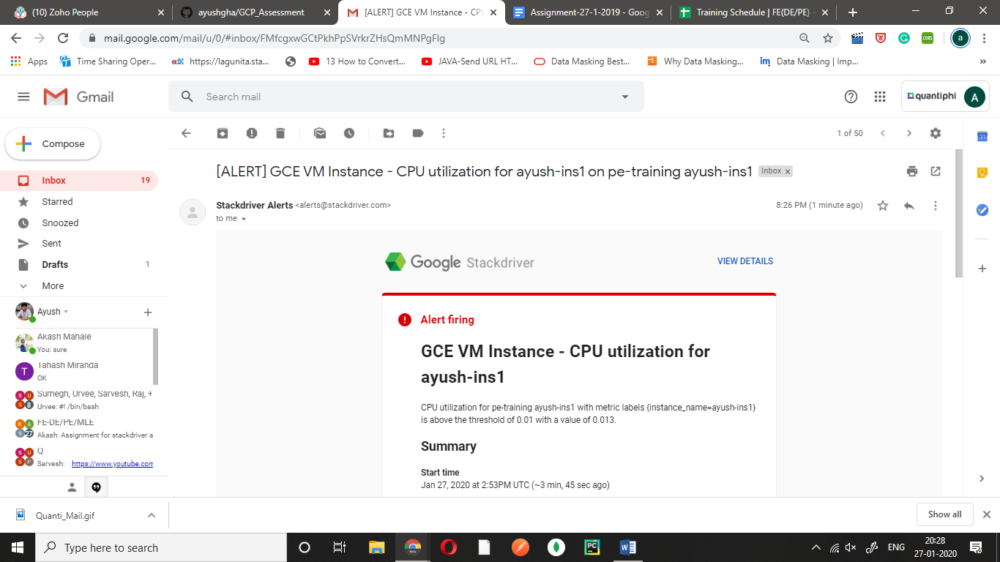 (10) Zoho People
ayushgha/GCP_Assessment
[ALERT] GCE VM Instance - CP
Assignment-27-1-2019 - Goog
Training Schedule | FE(DE/PE) -
mail.google.com/mail/u/0/#inbox/FMfcgxwGCtPkhPpSVrkrZHsQmMNPgFlg
CORS
a
Apps
Time Sharing Oper...
edX https://lagunita.sta...
13 How to Convert...
JAVA-Send URL HT...
Data Masking Best...
Why Data Masking...
im Data Masking | Imp...
»
Gmail
Search mail
quantiphi
A
Compose
1 of 50
31
Inbox 19
Starred
Snoozed
Sent
Drafts 1
More
[ALERT] GCE VM Instance - CPU utilization for ayush-ins1 on pe-training ayush-ins1 Inbox x
Stackdriver Alerts <alerts@stackdriver.com>
8:26 PM (1 minute ago)
to me
Google Stackdriver
VIEW DETAILS
Alert firing
GCE VM Instance - CPU utilization for
ayush-ins1
CPU utilization for pe-training ayush-ins1 with metric labels {instance_name=ayush-ins1}
is above the threshold of 0.01 with a value of 0.013.
Summary
Start time
Jan 27, 2020 at 2:53PM UTC (~3 min, 45 sec ago)
Ayush
Akash Mahale
You: sure
T
Tahash Miranda
OK
S U S 8
Sumegh, Urvee, Sarvesh, Raj, +
Urvee: #! /bin/bash
K A S 27
FE-DE/PE/MLE
Akash: Assignment for stackdriver a
S U S P
Q
Sarvesh: https://www.youtube.com
Quanti_Mail.gif
Show all
Type here to search
PC
W
ENG
20:28
27-01-2020